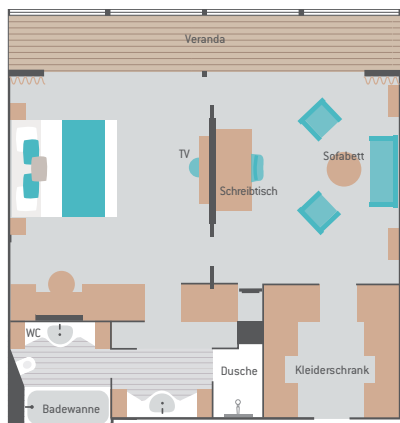 Veranda
TV
Sofabett
Schreibtisch
WC
Dusche
Kleiderschrank
Badewanne